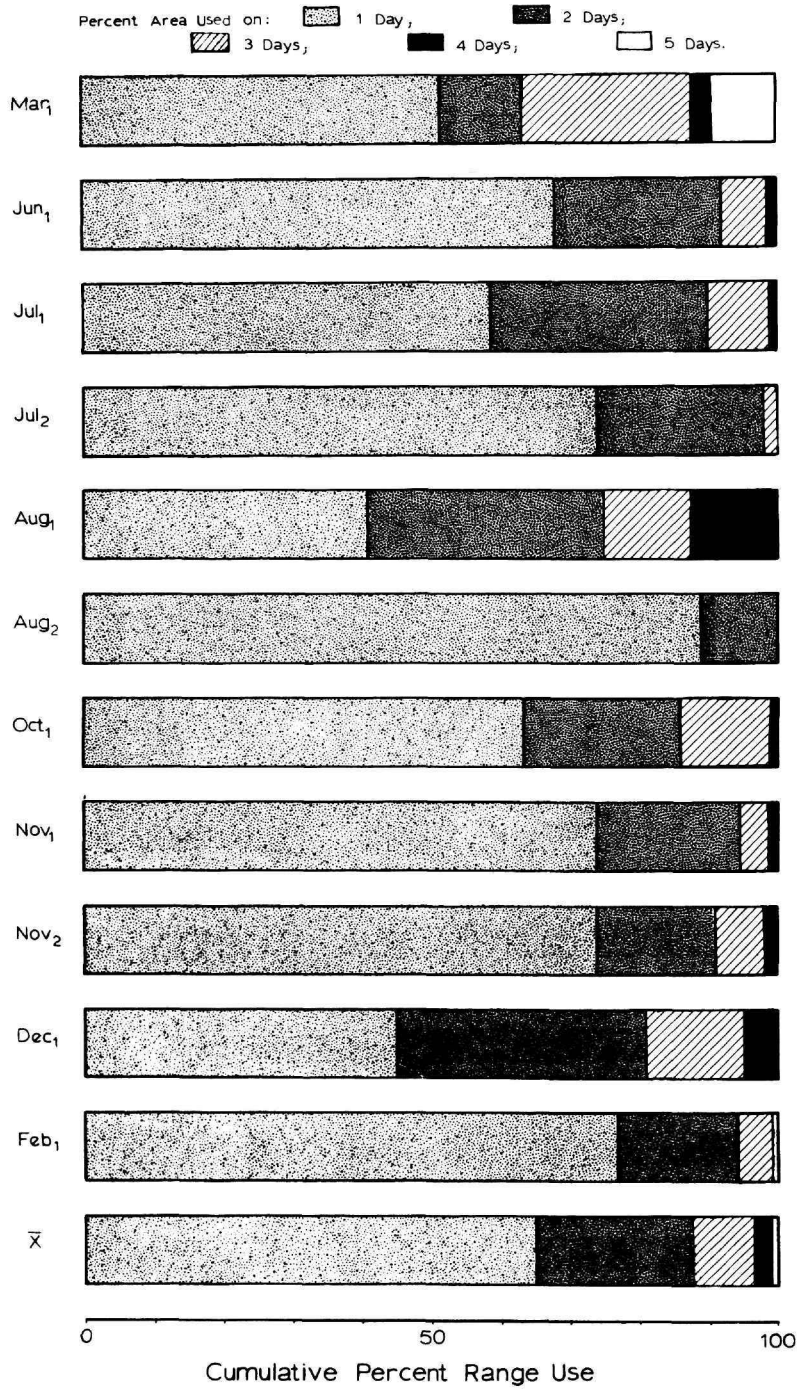 Percent Area Used on: 1 Day; 2 Days;
3 Days; 4 Days; 5 Days.
Mar₁
Jun₁
Jul₁
Jul₂
Aug₁
Aug₂
Oct₁
Nov₁
Nov₂
Dec₁
Feb₁
X̅
0 50 100
Cumulative Percent Range Use